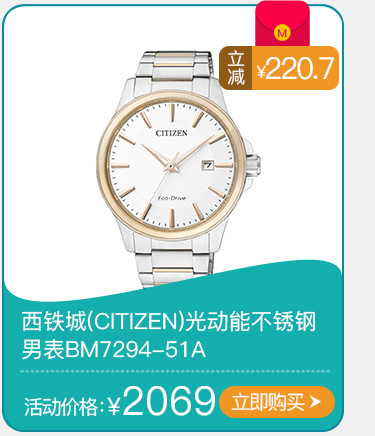 M
立减 ¥220.7
CITIZEN
Eco-Drive
西铁城(CITIZEN)光动能不锈钢
男表BM7294-51A
活动价格:¥2069 立即购买